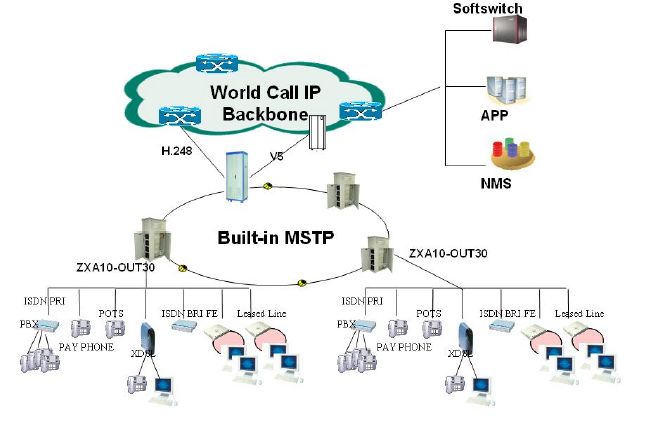 Softswitch
World Call IP
Backbone
APP
H.248
V5
NMS
Built-in MSTP
ZXA10-OUT30
ZXA10-OUT30
ISDN PRI
POTS
ISDN BRI FE
Leased Line
PBX
PAY PHONE
XDSL
ISDN PRI
POTS
ISDN BRI FE
Leased Line
PBX
PAY PHONE
XDSL